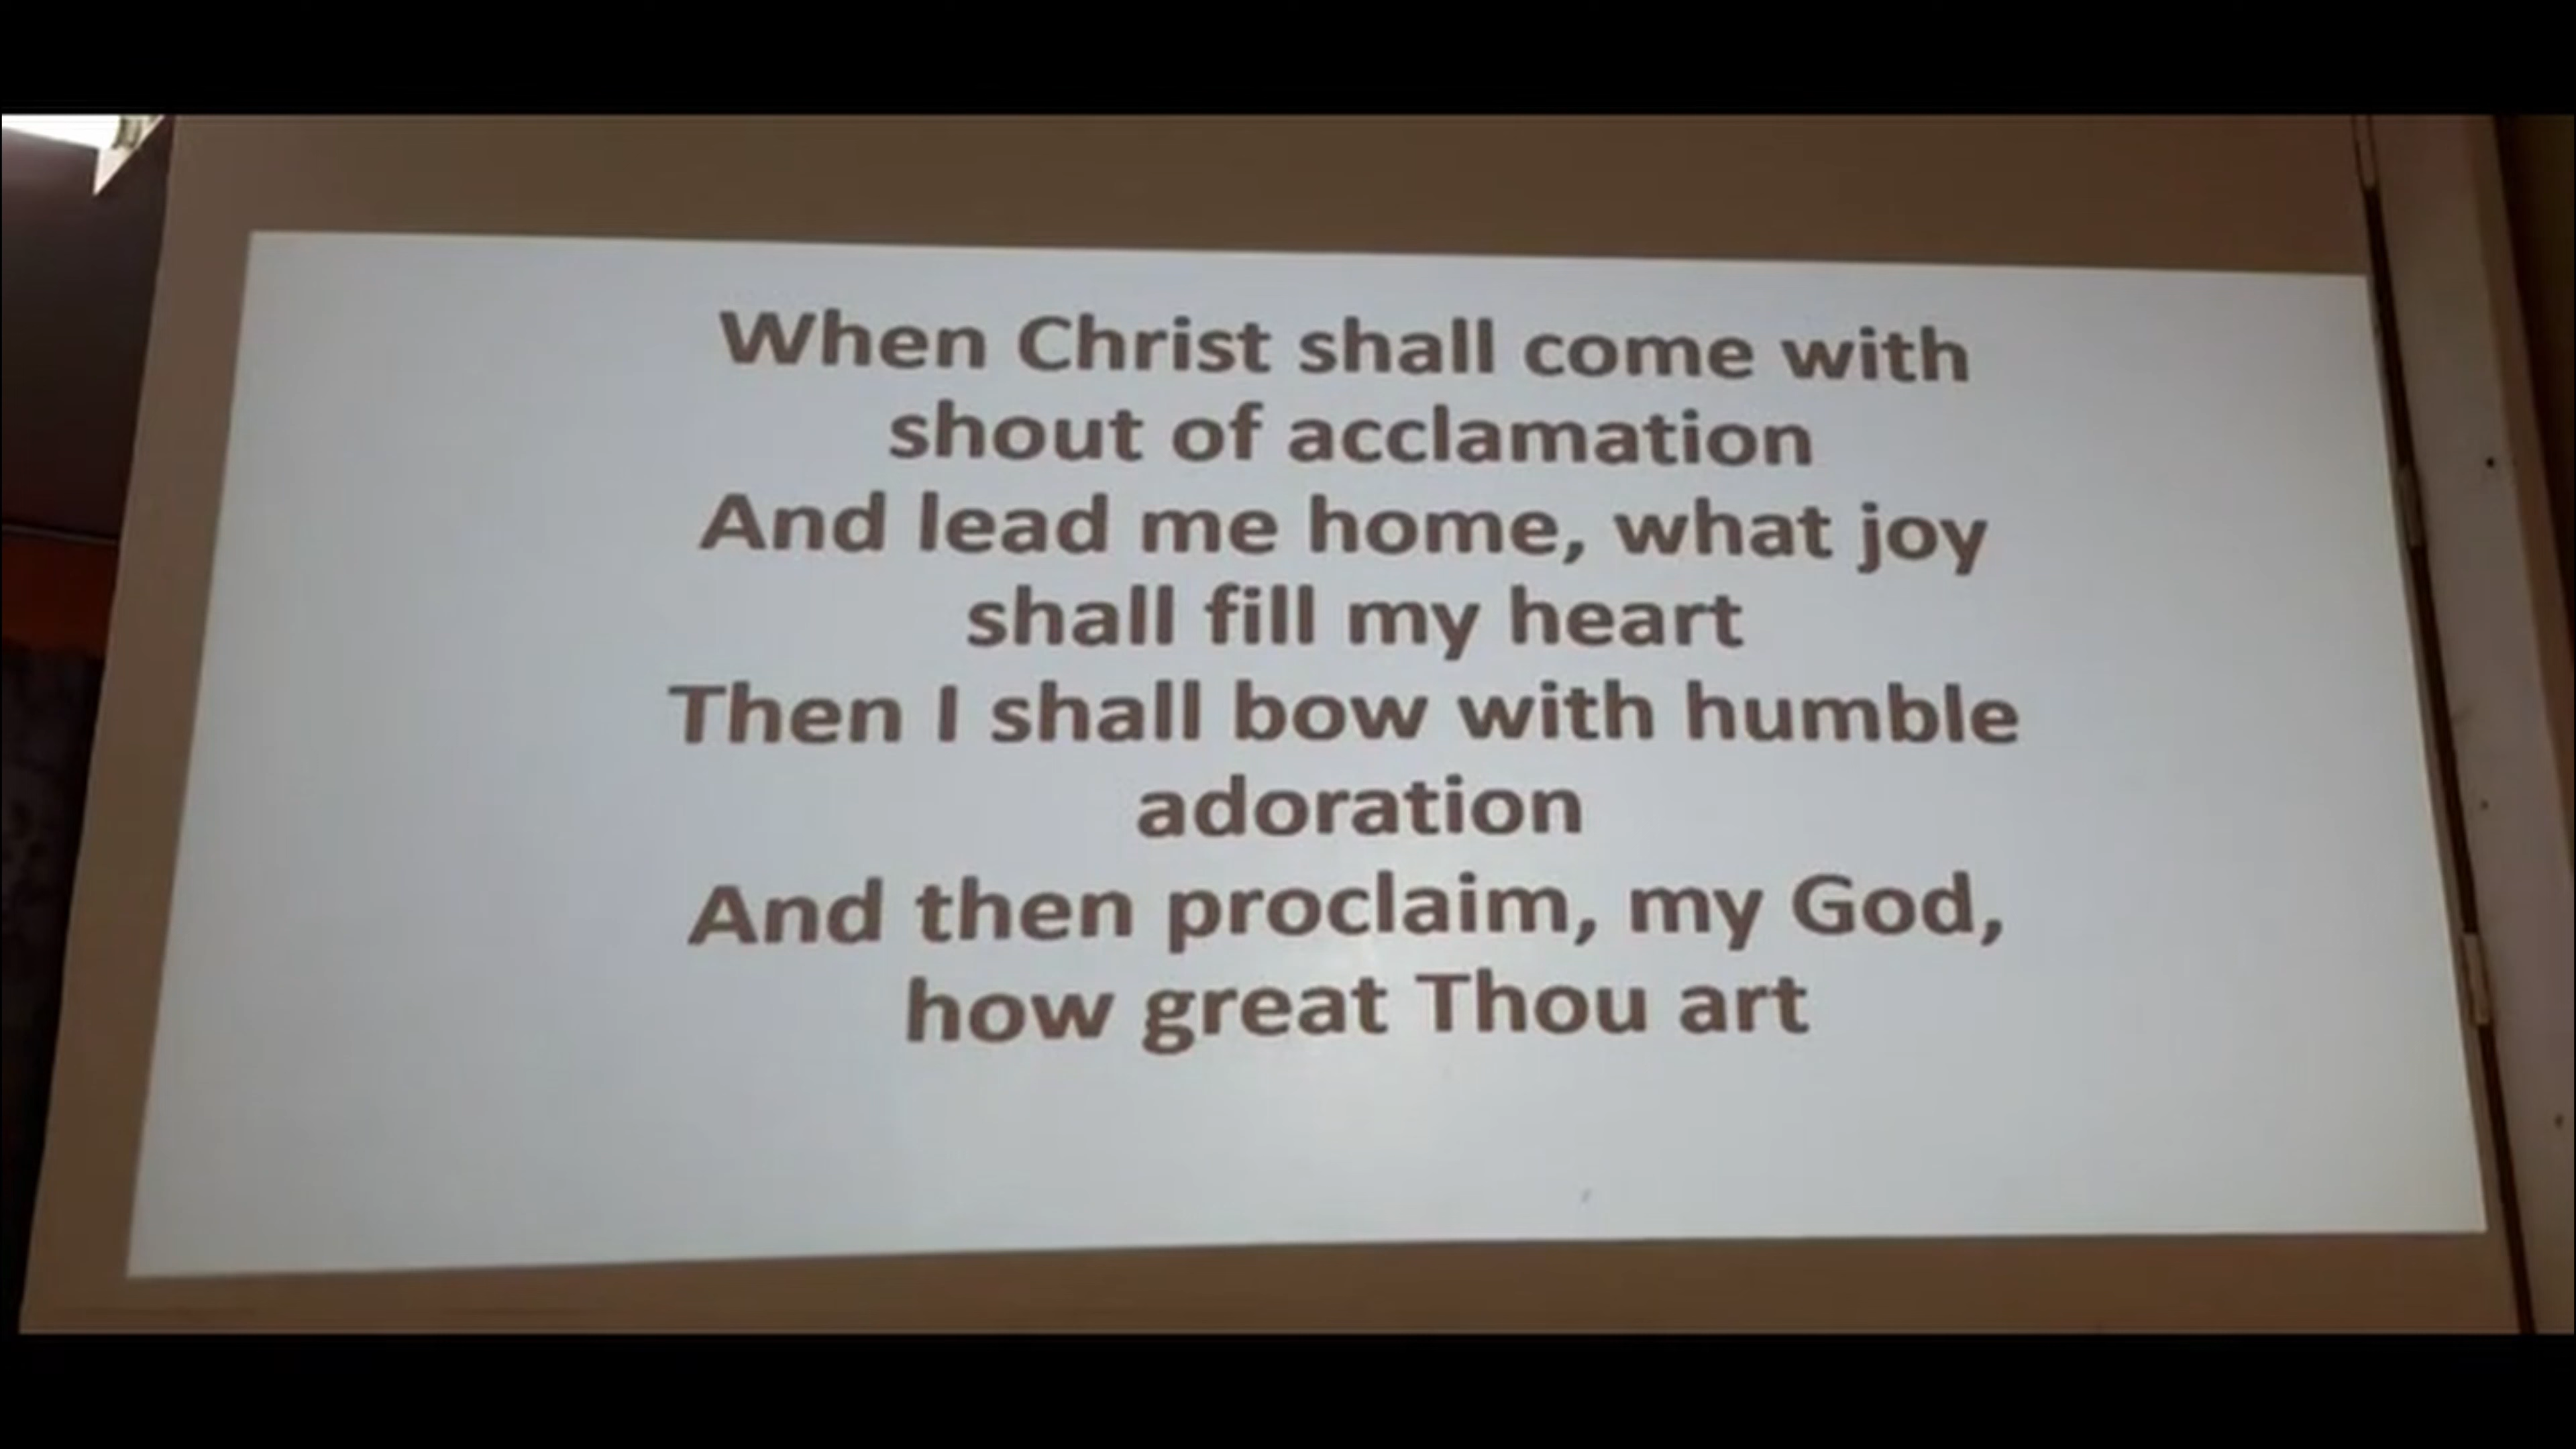 When Christ shall come with
shout of acclamation
And lead me home, what joy
shall fill my heart
Then I shall bow with humble
adoration
And then proclaim, my God,
how great Thou art